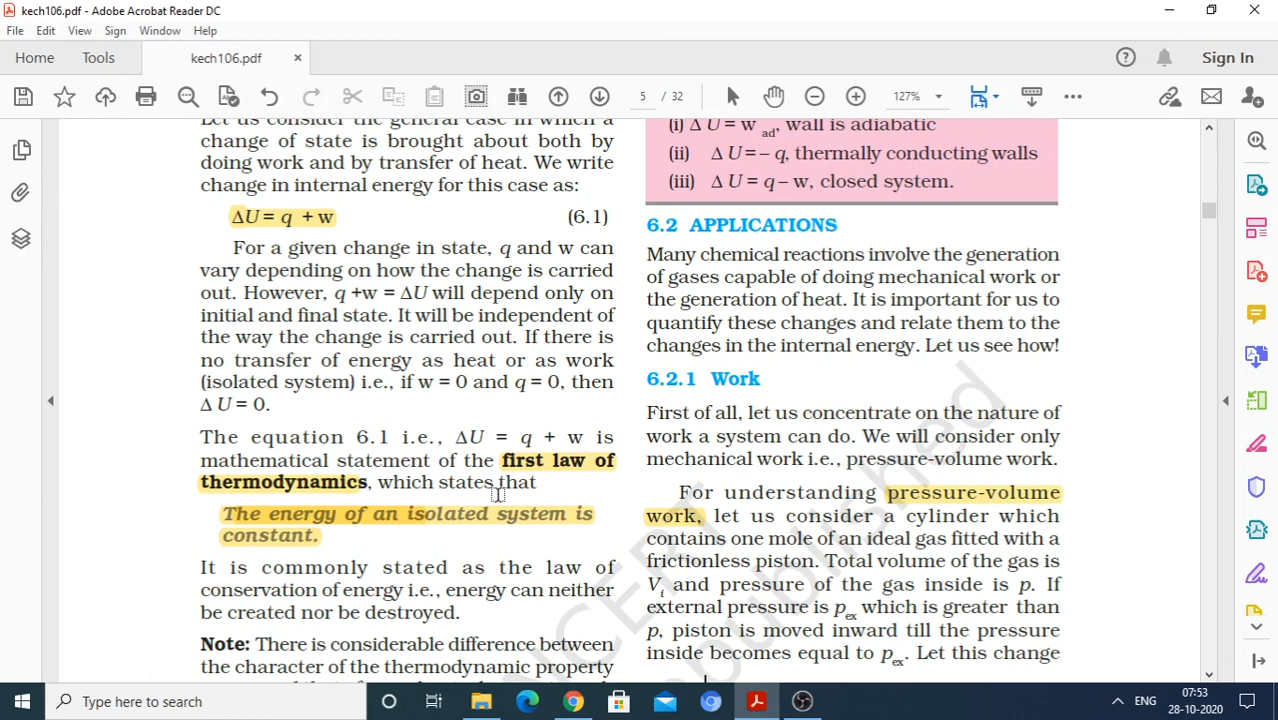 kech106.pdf - Adobe Acrobat Reader DC
File Edit View Sign Window Help
Home Tools kech106.pdf × Sign In
5 / 32 127%
Let us consider the general case in which a
change of state is brought about both by
doing work and by transfer of heat. We write
change in internal energy for this case as:
ΔU = q + w (6.1)
For a given change in state, q and w can
vary depending on how the change is carried
out. However, q +w = ΔU will depend only on
initial and final state. It will be independent of
the way the change is carried out. If there is
no transfer of energy as heat or as work
(isolated system) i.e., if w = 0 and q = 0, then
Δ U = 0.
The equation 6.1 i.e., ΔU = q + w is
mathematical statement of the first law of
thermodynamics, which states that
The energy of an isolated system is
constant.
It is commonly stated as the law of
conservation of energy i.e., energy can neither
be created nor be destroyed.
Note: There is considerable difference between
the character of the thermodynamic property
(i) Δ U = w ad, wall is adiabatic
(ii) Δ U = – q, thermally conducting walls
(iii) Δ U = q – w, closed system.
6.2 APPLICATIONS
Many chemical reactions involve the generation
of gases capable of doing mechanical work or
the generation of heat. It is important for us to
quantify these changes and relate them to the
changes in the internal energy. Let us see how!
6.2.1 Work
First of all, let us concentrate on the nature of
work a system can do. We will consider only
mechanical work i.e., pressure-volume work.
For understanding pressure-volume
work, let us consider a cylinder which
contains one mole of an ideal gas fitted with a
frictionless piston. Total volume of the gas is
Vi and pressure of the gas inside is p. If
external pressure is pex which is greater than
p, piston is moved inward till the pressure
inside becomes equal to pex. Let this change
NCERT
republished
Type here to search
ENG
07:53
28-10-2020